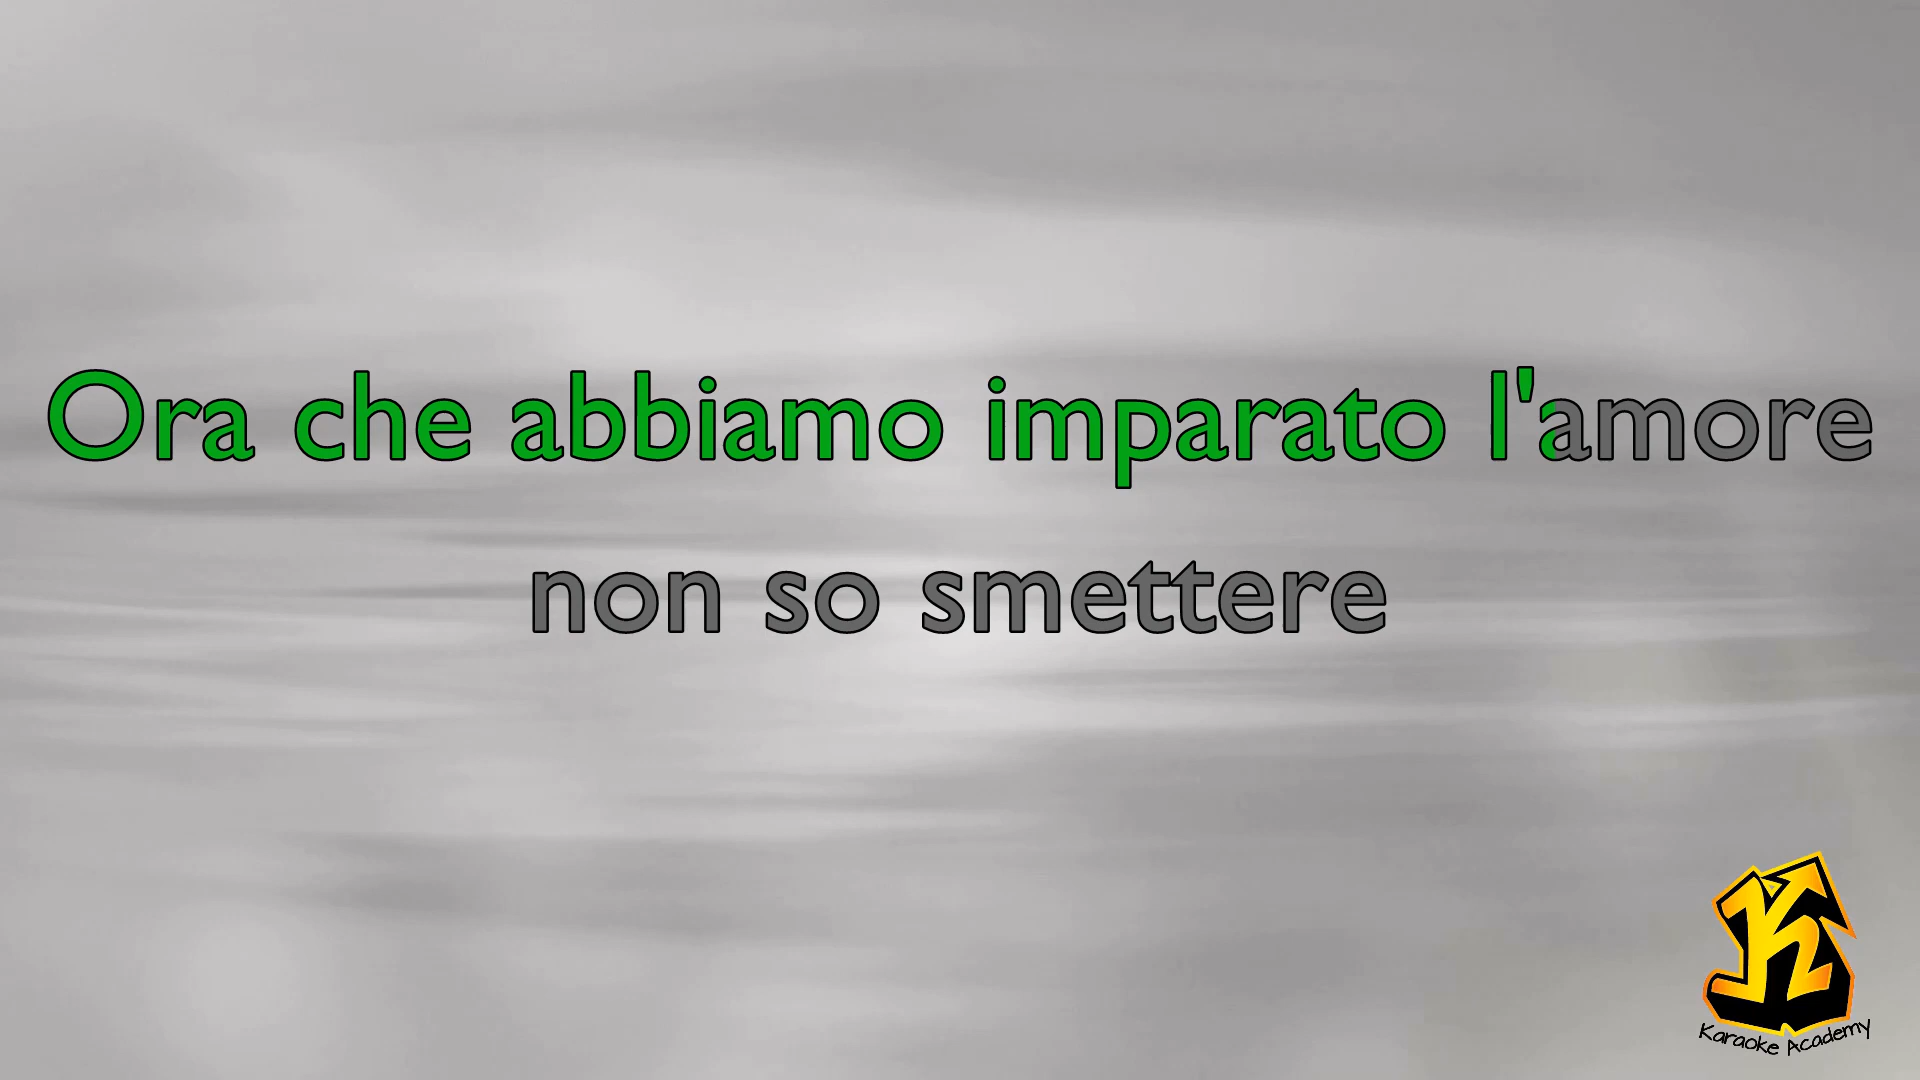 Ora che abbiamo imparato l'amore
non so smettere
K
Karaoke Academy